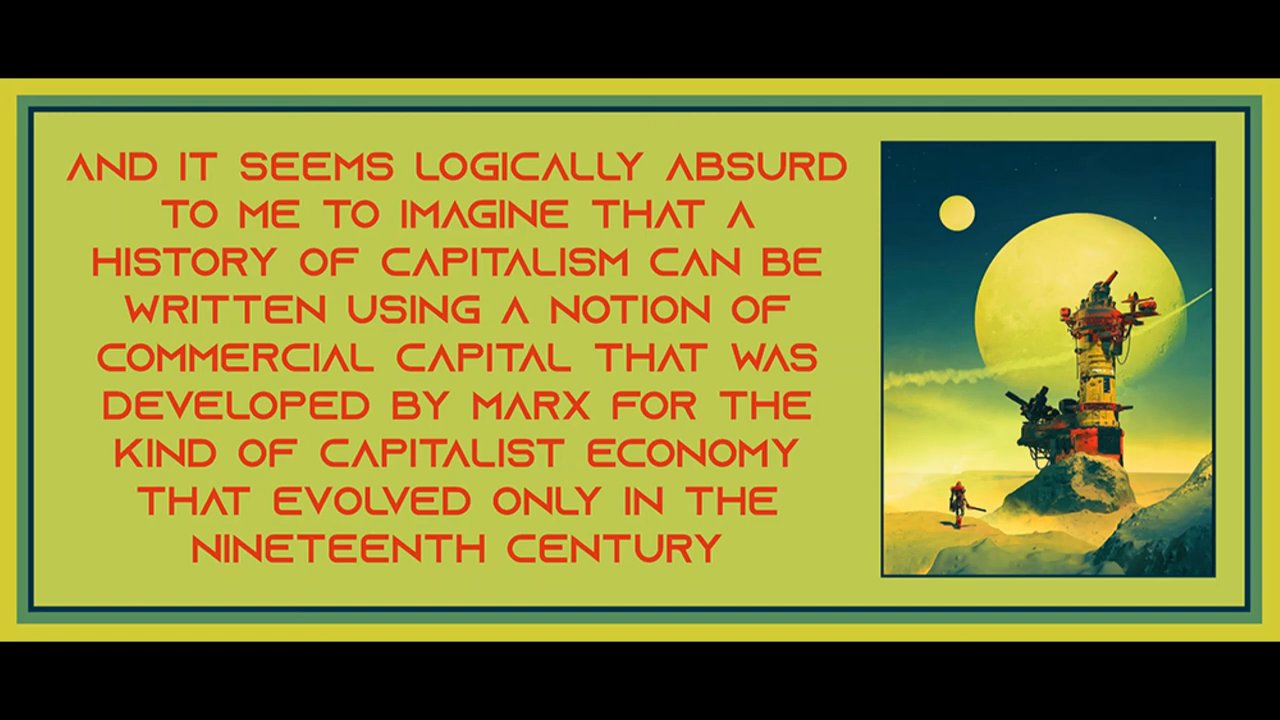 AND IT SEEMS LOGICALLY ABSURD
TO ME TO IMAGINE THAT A
HISTORY OF CAPITALISM CAN BE
WRITTEN USING A NOTION OF
COMMERCIAL CAPITAL THAT WAS
DEVELOPED BY MARX FOR THE
KIND OF CAPITALIST ECONOMY
THAT EVOLVED ONLY IN THE
NINETEENTH CENTURY